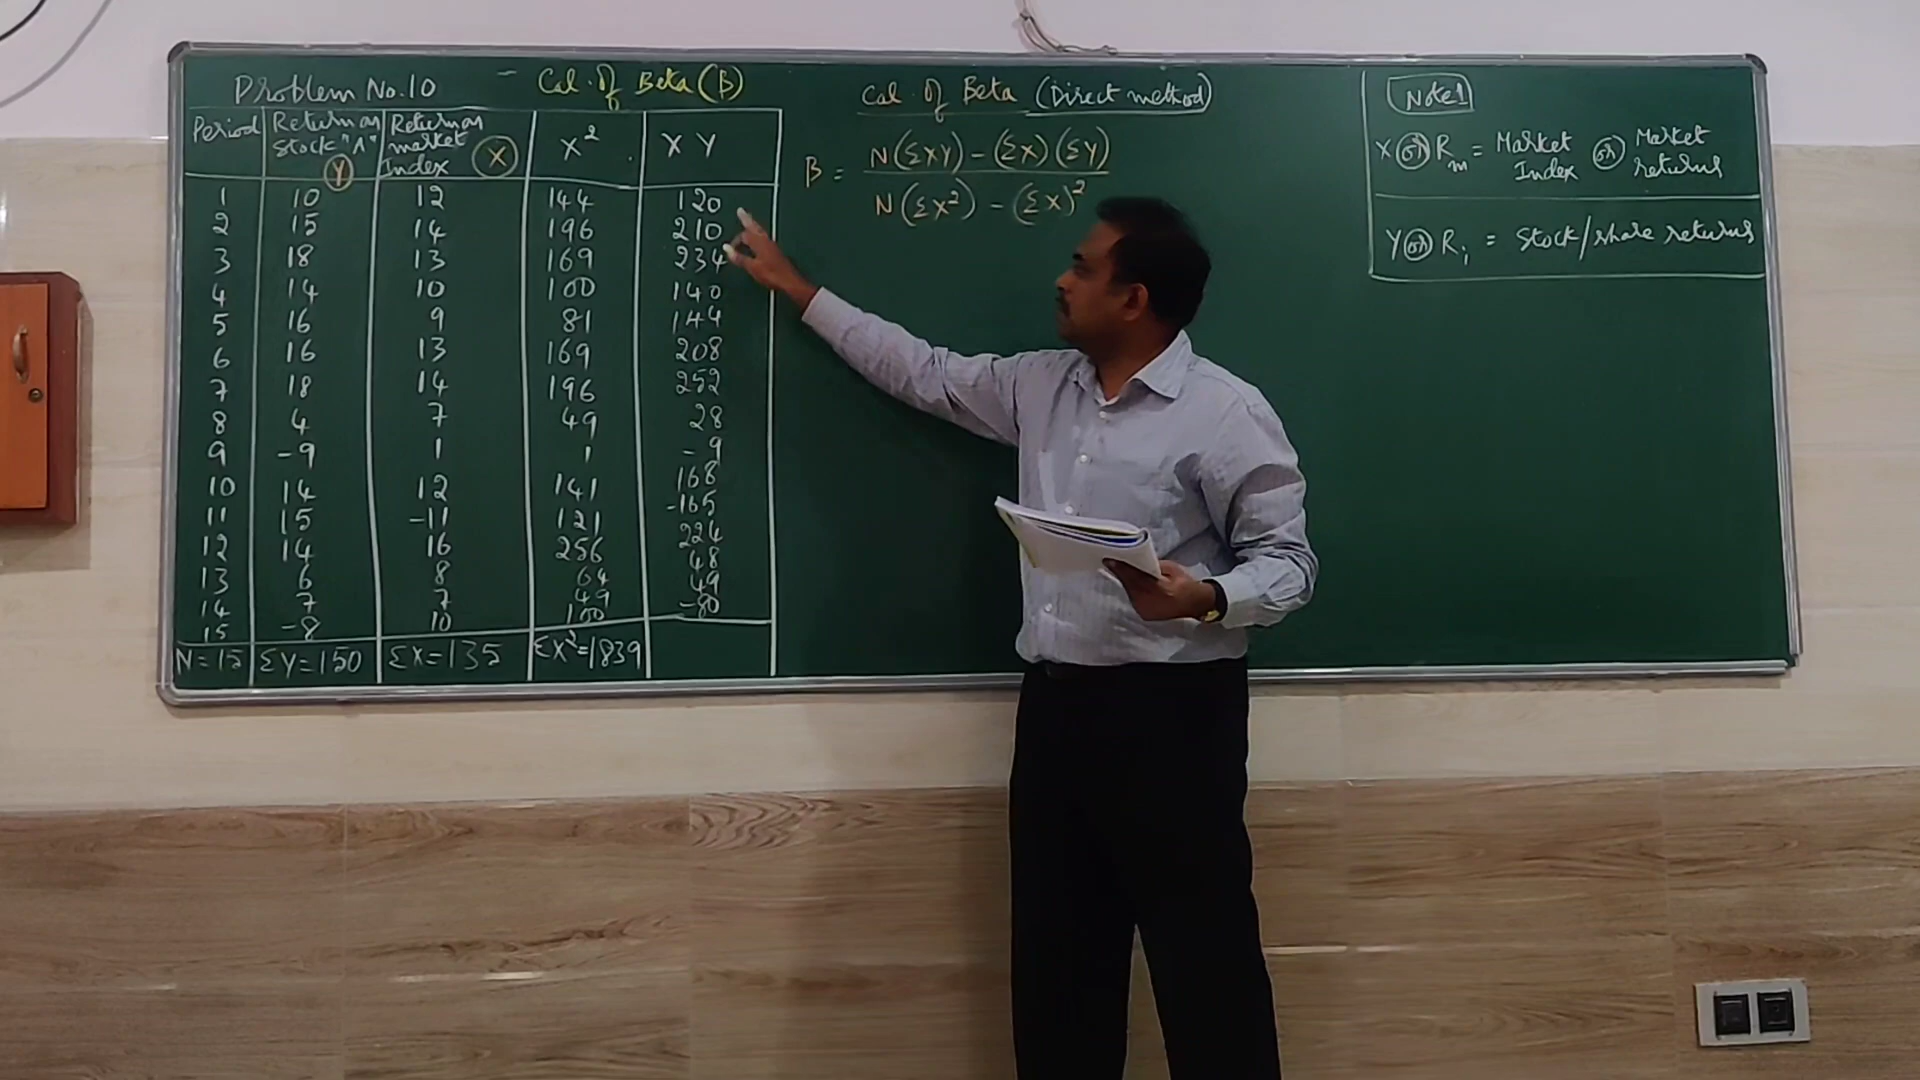 Problem No.10 - Cal. Of Beta (B)
Period Return on Stock "A" Y Return on market Index X X² XY
1 10 12 144 120
2 15 14 196 210
3 18 13 169 234
4 14 10 100 140
5 16 9 81 144
6 16 13 169 208
7 18 14 196 252
8 4 7 49 28
9 -9 1 1 -9
10 14 12 141 168
11 15 -11 121 -165
12 14 16 256 224
13 6 8 64 48
14 7 7 49 49
15 -8 10 100 -80
N=15 ΣY=150 ΣX=135 ΣX²=1839
Cal. Of Beta (Direct method)
B = N(ΣXY) - (ΣX)(ΣY)
N(ΣX²) - (ΣX)²
Note 1
X or Rm = Market Index or Market returns
Y or Ri = Stock/share returns